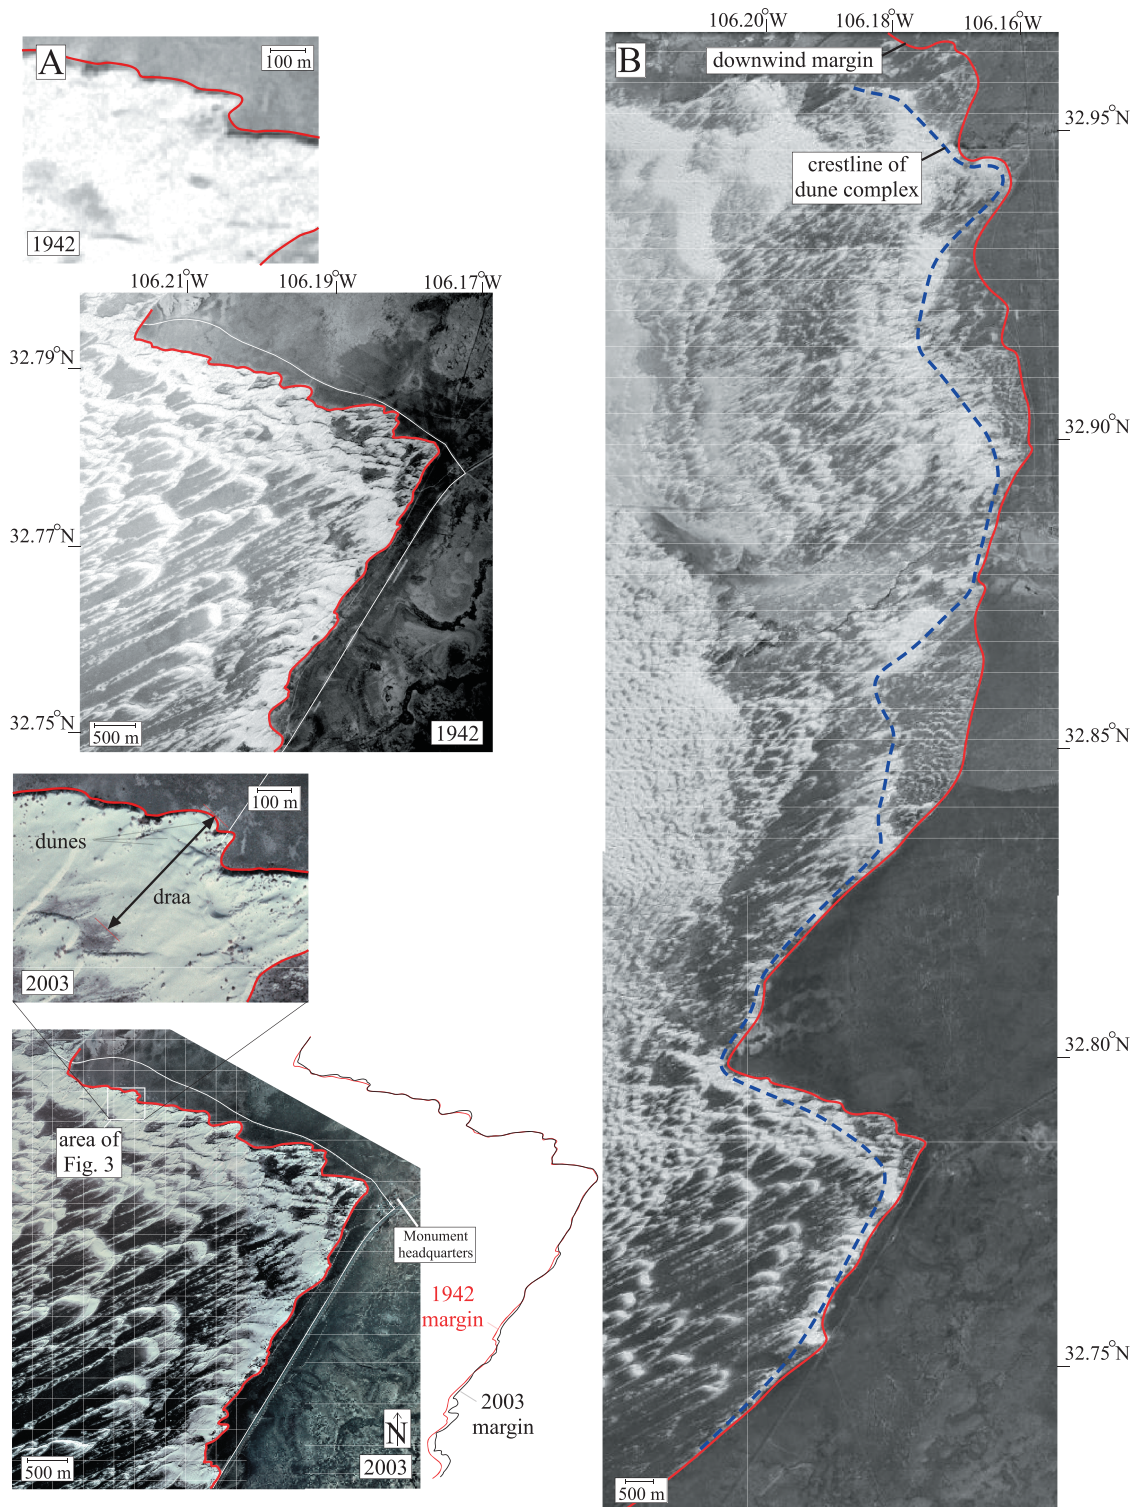 A
100 m
1942
106.21°W
106.19°W
106.17°W
32.79°N
32.77°N
32.75°N
500 m
1942
100 m
dunes
draa
2003
area of
Fig. 3
Monument
headquarters
1942
margin
2003
margin
N
500 m
2003
106.20°W
106.18°W
106.16°W
B
downwind margin
32.95°N
crestline of
dune complex
32.90°N
32.85°N
32.80°N
32.75°N
500 m